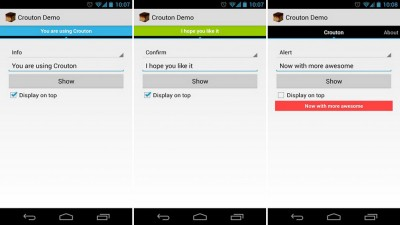 10:07
Crouton Demo
You are using Crouton
Info
You are using Crouton
Show
Display on top
10:07
Crouton Demo
I hope you like it
Confirm
I hope you like it
Show
Display on top
10:08
Crouton Demo
Crouton
About
Alert
Now with more awesome
Show
Display on top
Now with more awesome